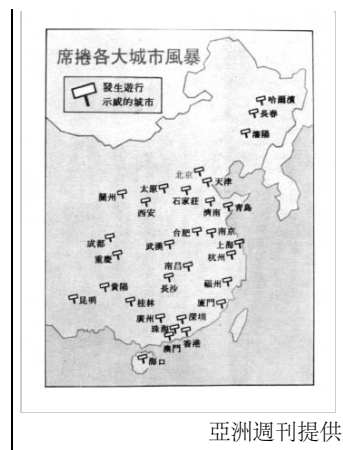 席捲各大城市風暴
發生遊行
示威的城市
哈爾濱
長春
瀋陽
北京
天津
太原
石家莊
蘭州
西安
濟南
青島
合肥
南京
成都
武漢
上海
重慶
杭州
南昌
長沙
福州
貴陽
昆明
桂林
廈門
廣州
深圳
珠海
香港
澳門
海口
亞洲週刊提供